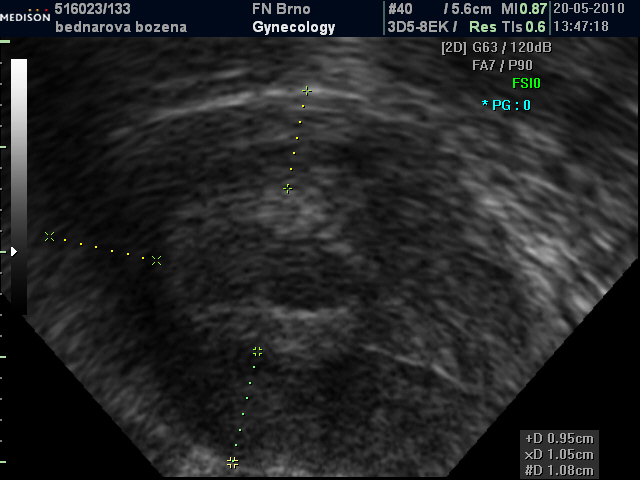 MEDISON 516023/133 FN Brno #40 / 5.6cm MI 0.87 20-05-2010
bednarova bozena Gynecology 3D5-8EK / Res TIs 0.6 13:47:18
[2D] G63 / 120dB
FA7 / P90
FSI0
* PG : 0
+D 0.95cm
xD 1.05cm
#D 1.08cm